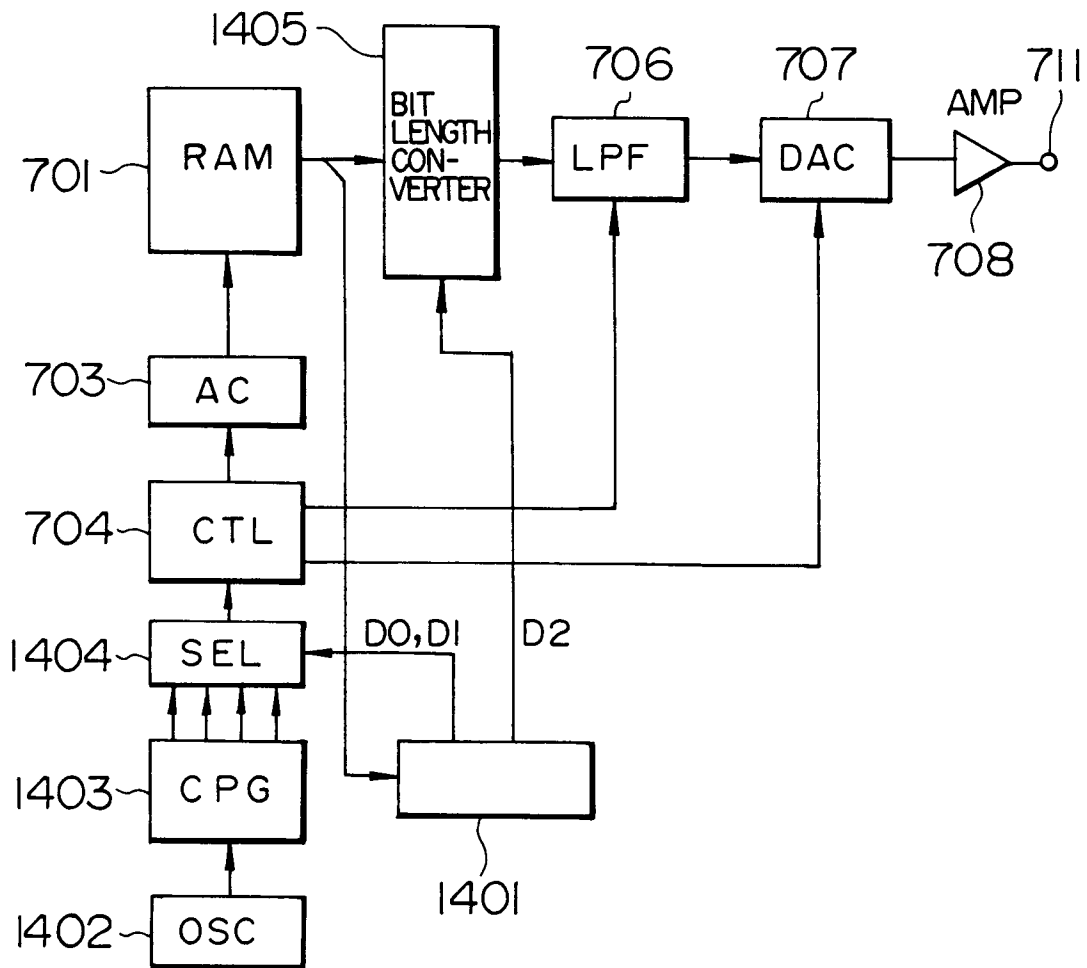 1405
706
707
711
AMP
BIT
LENGTH
CON-
VERTER
RAM
LPF
DAC
701
708
703
AC
704
CTL
1404
SEL
D0, D1
D2
1403
CPG
1401
1402
OSC